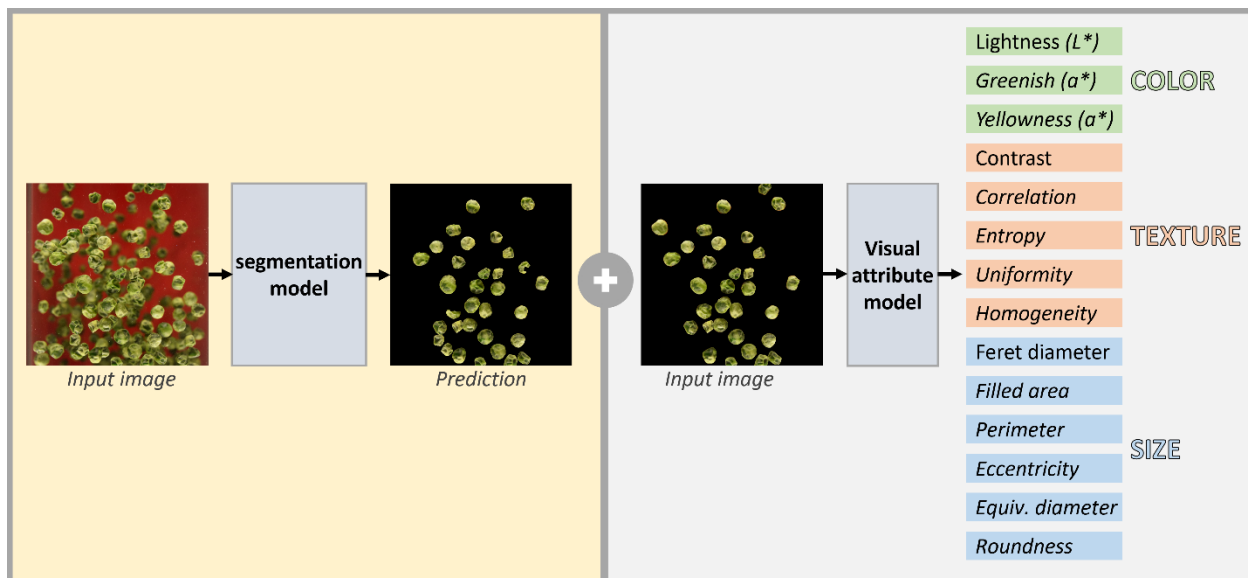 Input image
segmentation
model
Prediction
Input image
Visual
attribute
model
Lightness (L*)
Greenish (a*)
Yellowness (a*)
COLOR
Contrast
Correlation
Entropy
Uniformity
Homogeneity
TEXTURE
Feret diameter
Filled area
Perimeter
Eccentricity
Equiv. diameter
Roundness
SIZE